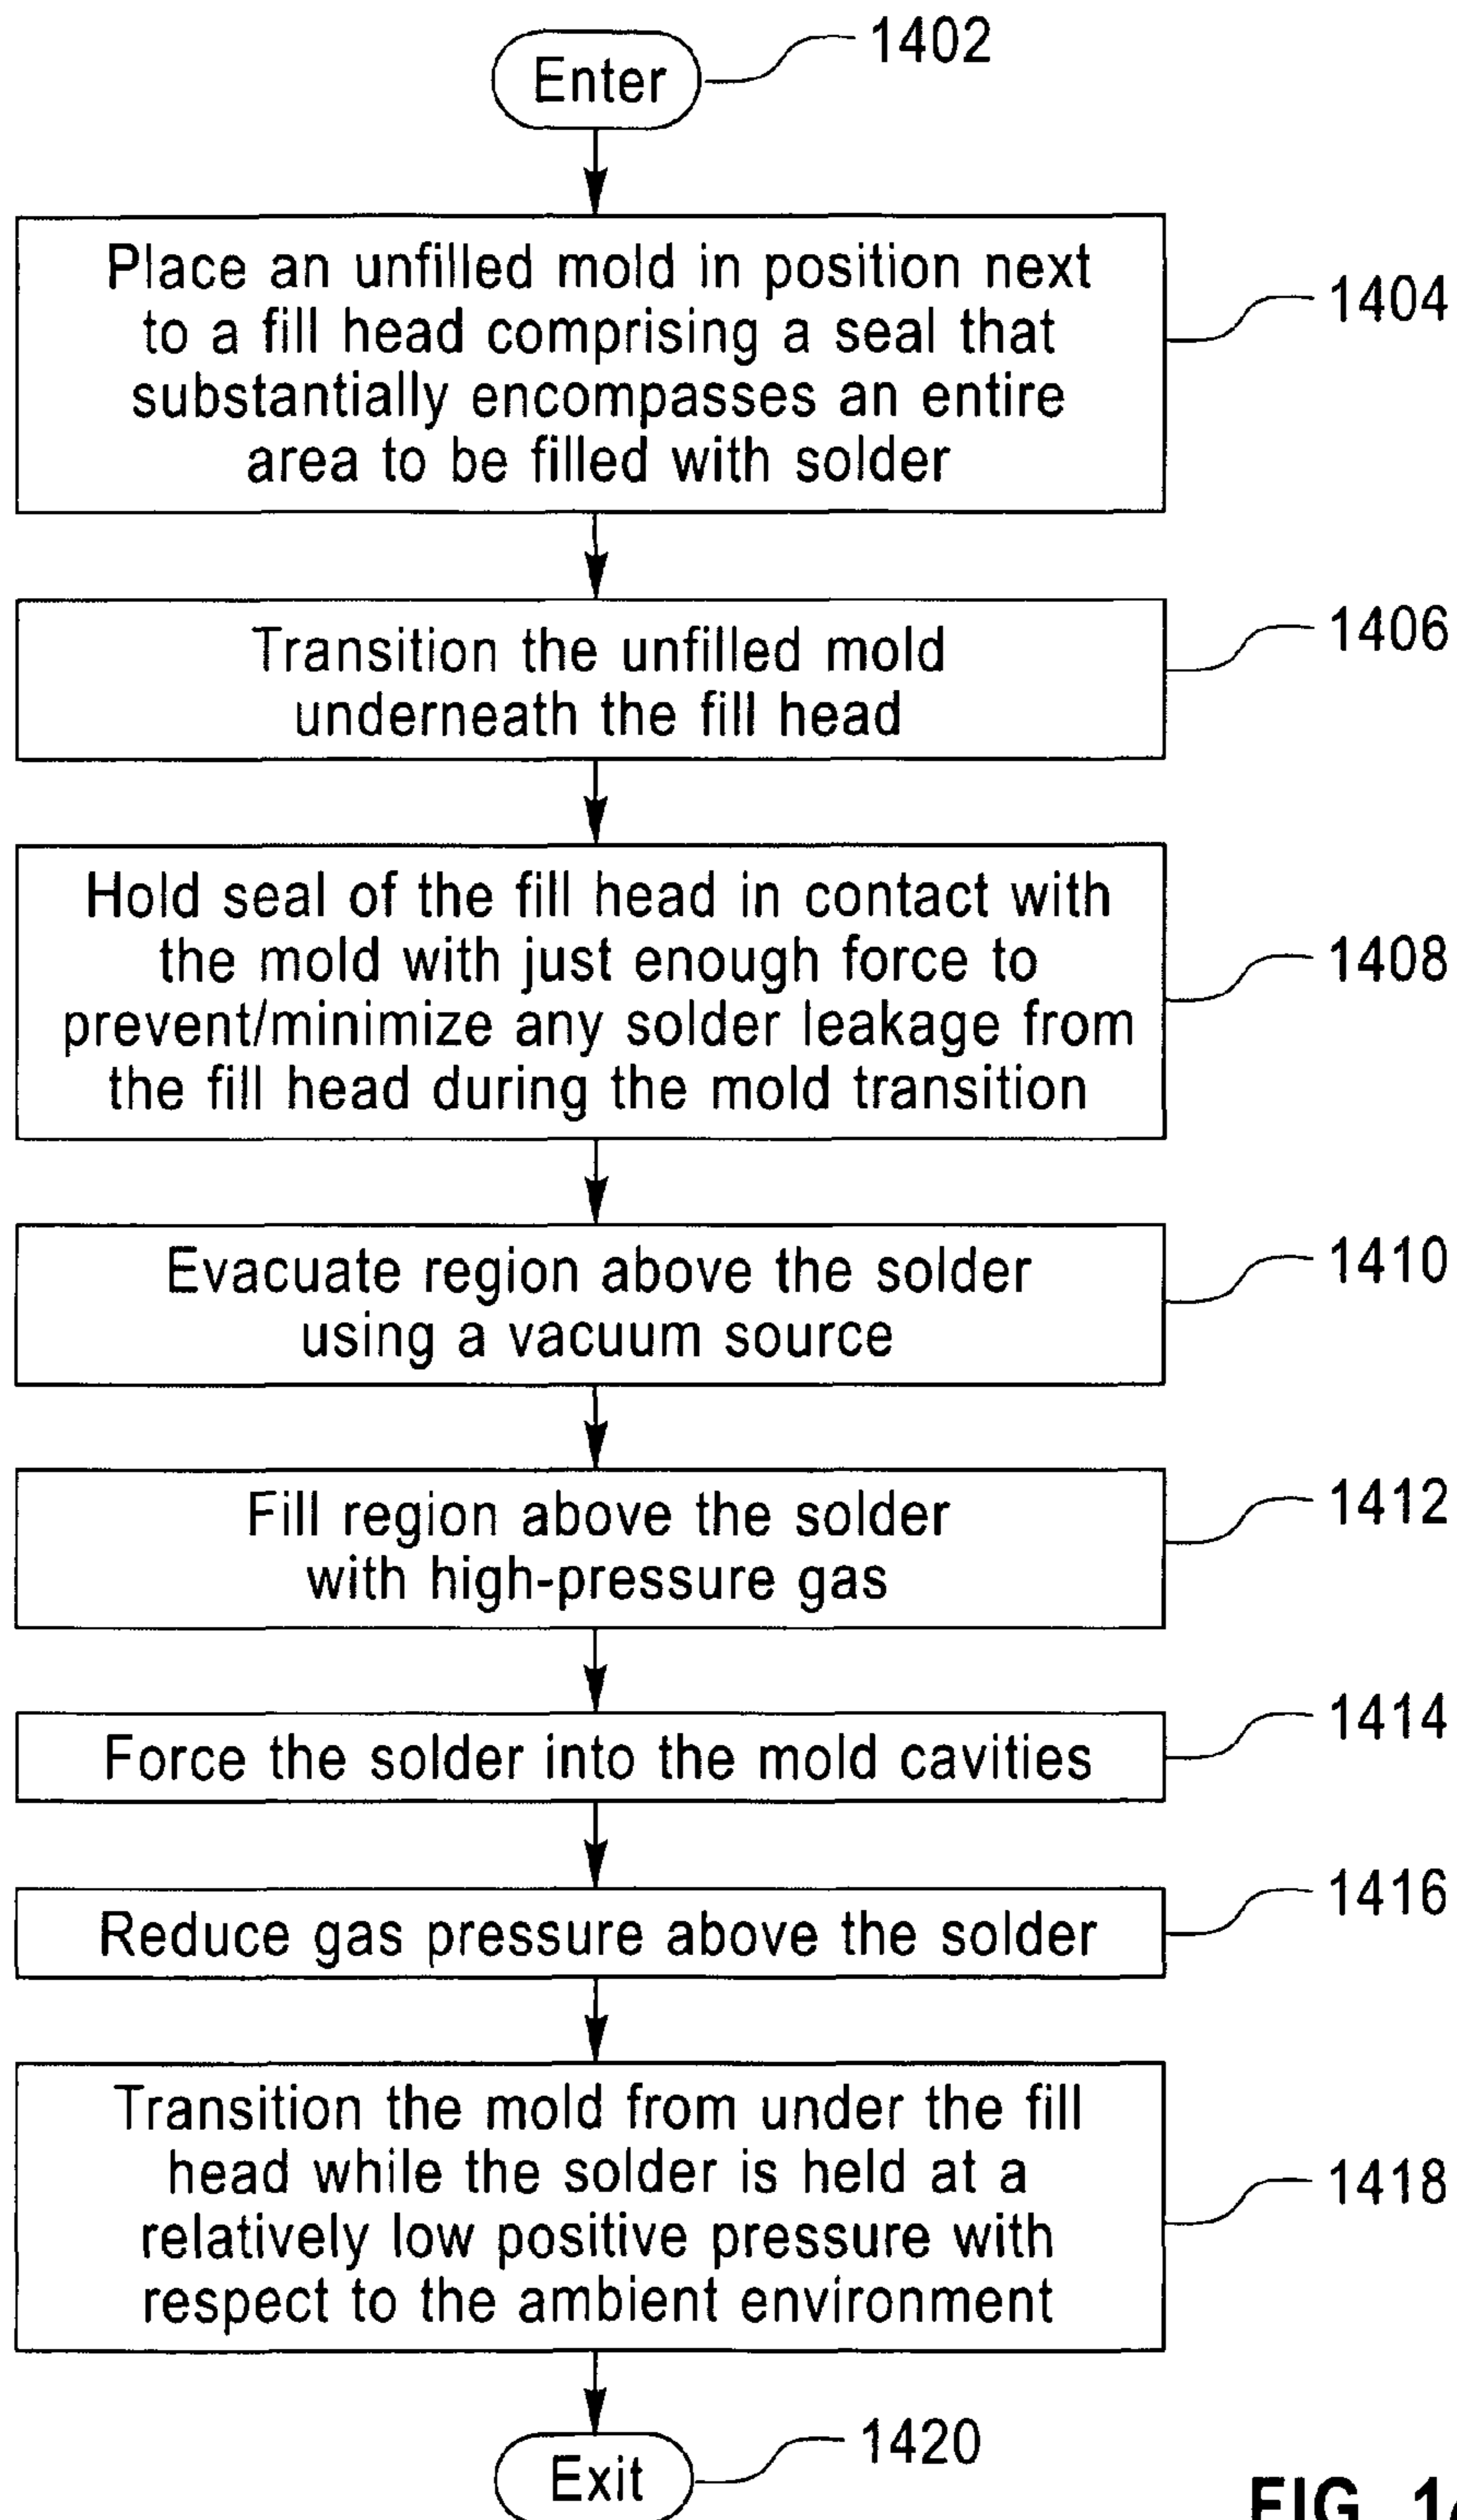 Enter
1402
Place an unfilled mold in position next
to a fill head comprising a seal that
substantially encompasses an entire
area to be filled with solder
1404
Transition the unfilled mold
underneath the fill head
1406
Hold seal of the fill head in contact with
the mold with just enough force to
prevent/minimize any solder leakage from
the fill head during the mold transition
1408
Evacuate region above the solder
using a vacuum source
1410
Fill region above the solder
with high-pressure gas
1412
Force the solder into the mold cavities
1414
Reduce gas pressure above the solder
1416
Transition the mold from under the fill
head while the solder is held at a
relatively low positive pressure with
respect to the ambient environment
1418
Exit
1420
FIG.